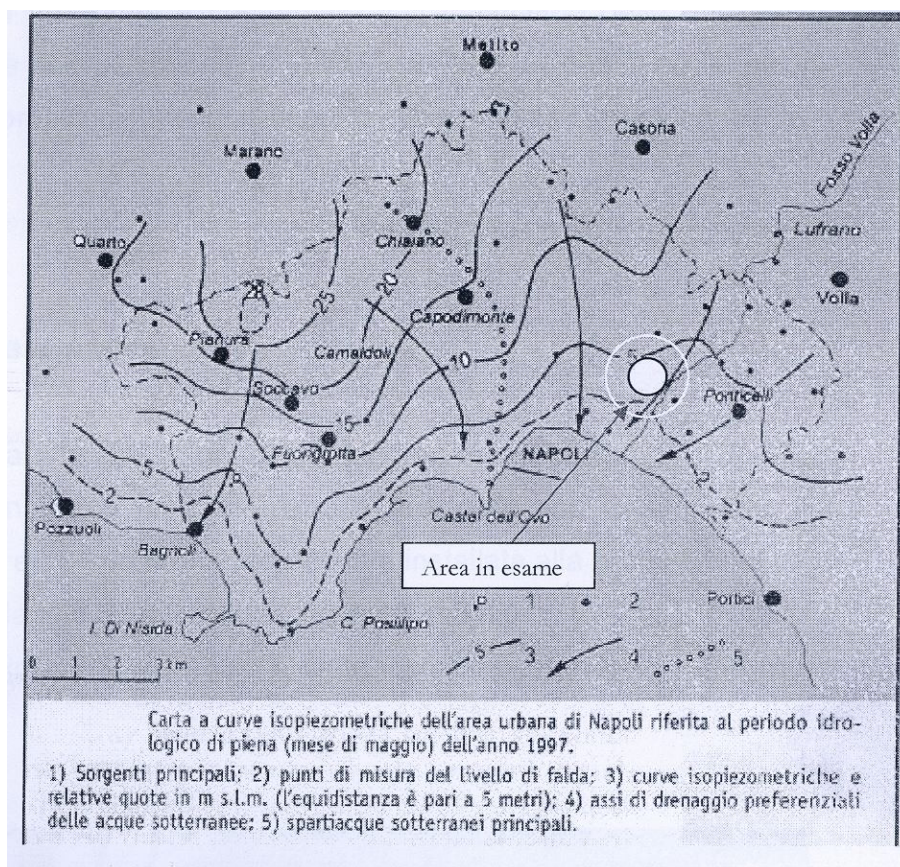 Melito
Casoria
Marano
Fosso Volla
Lufrano
Quarto
Chiaiano
Volla
25
20
Capodimonte
Pianura
Camaldoli
10
5
Soccavo
Ponticelli
15
Fuorigrotta
NAPOLI
5
2
2
Pozzuoli
Castel dell'Ovo
Bagnoli
Area in esame
1
2
Portici
I. Di Nisida
C. Posillipo
0 1 2 3 km
5
3
4
5
Carta a curve isopiezometriche dell'area urbana di Napoli riferita al periodo idro-
logico di piena (mese di maggio) dell'anno 1997.
1) Sorgenti principali; 2) punti di misura del livello di falda; 3) curve isopiezometriche e
relative quote in m s.l.m. (l'equidistanza è pari a 5 metri); 4) assi di drenaggio preferenziali
delle acque sotterranee; 5) spartiacque sotterranei principali.